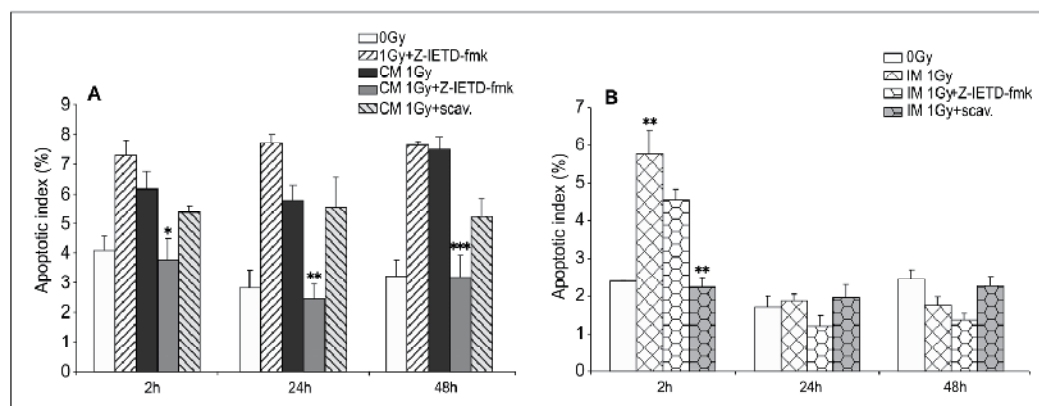 0Gy
1Gy+Z-IETD-fmk
CM 1Gy
CM 1Gy+Z-IETD-fmk
CM 1Gy+scav.
A
Apoptotic index (%)
9
8
7
6
5
4
3
2
1
0
*
**
***
2h
24h
48h
0Gy
IM 1Gy
IM 1Gy+Z-IETD-fmk
IM 1Gy+scav.
B
Apoptotic index (%)
7
6
5
4
3
2
1
0
**
**
2h
24h
48h